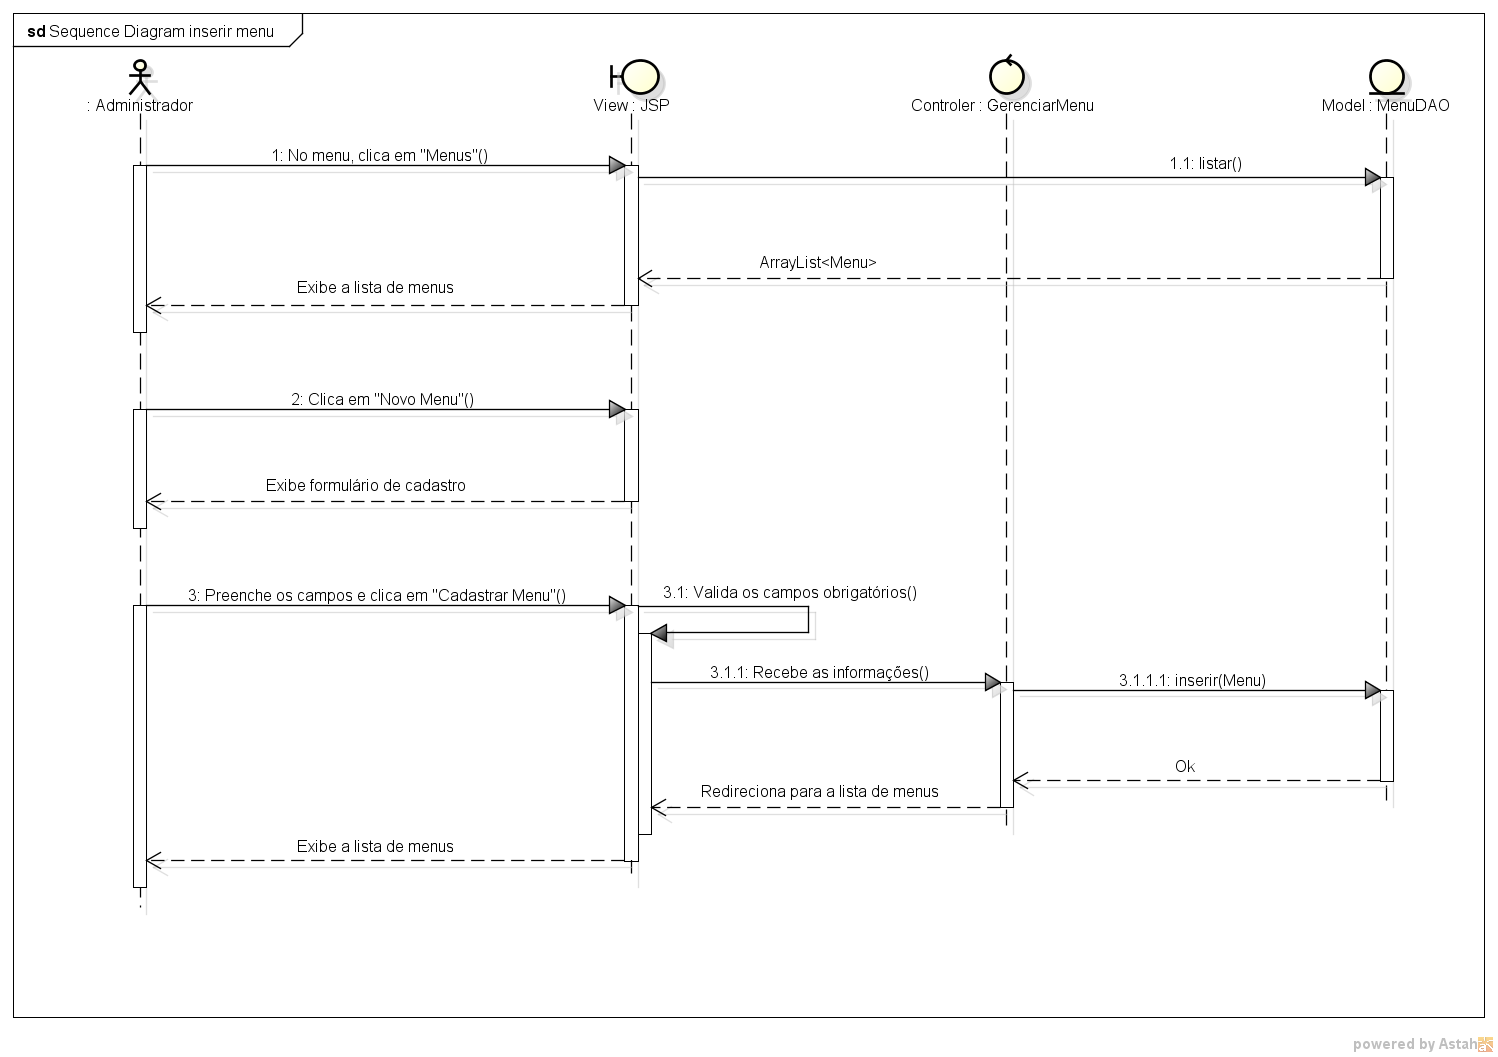 sd Sequence Diagram inserir menu
: Administrador
View : JSP
Controler : GerenciarMenu
Model : MenuDAO
1: No menu, clica em "Menus"()
1.1: listar()
ArrayList<Menu>
Exibe a lista de menus
2: Clica em "Novo Menu"()
Exibe formulário de cadastro
3: Preenche os campos e clica em "Cadastrar Menu"()
3.1: Valida os campos obrigatórios()
3.1.1: Recebe as informações()
3.1.1.1: inserir(Menu)
Ok
Redireciona para a lista de menus
Exibe a lista de menus
powered by Astah